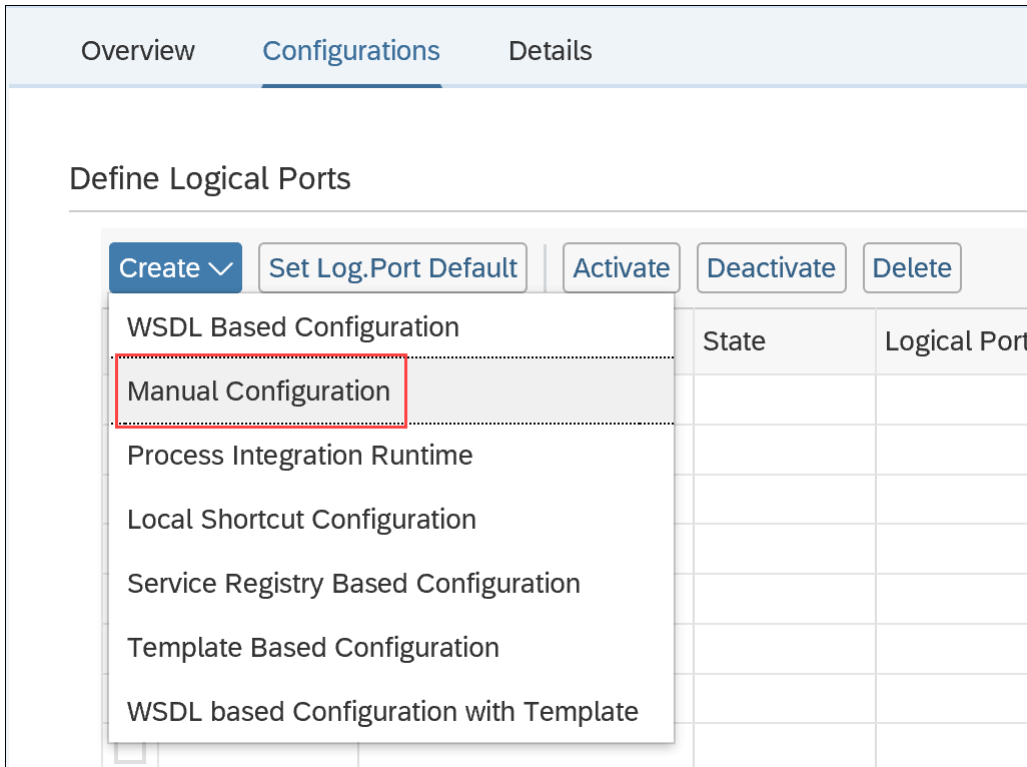 Overview Configurations Details
Define Logical Ports
Create Set Log.Port Default Activate Deactivate Delete
WSDL Based Configuration
State Logical Port
Manual Configuration
Process Integration Runtime
Local Shortcut Configuration
Service Registry Based Configuration
Template Based Configuration
WSDL based Configuration with Template